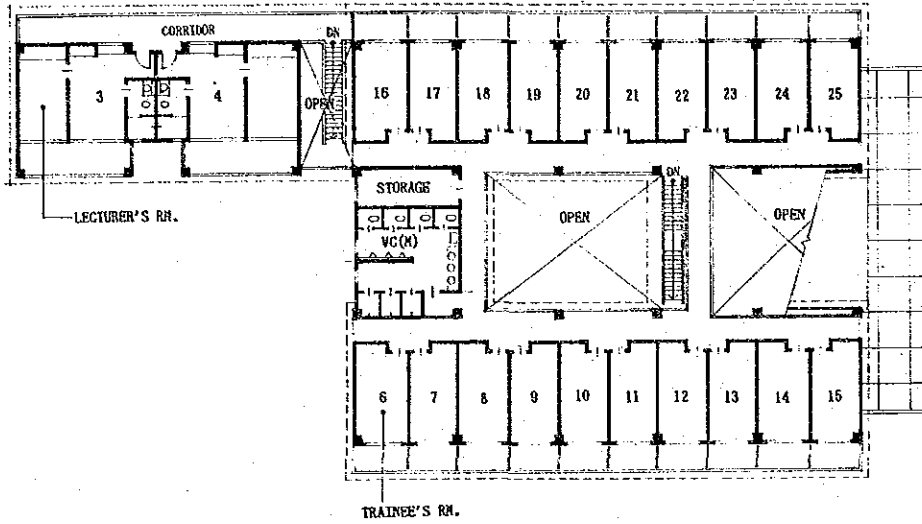 CORRIDOR
DN
3
4
OPEN
16
17
18
19
20
21
22
23
24
25
STORAGE
DN
OPEN
OPEN
LECTURER'S RM.
WC(M)
6
7
8
9
10
11
12
13
14
15
TRAINEE'S RM.